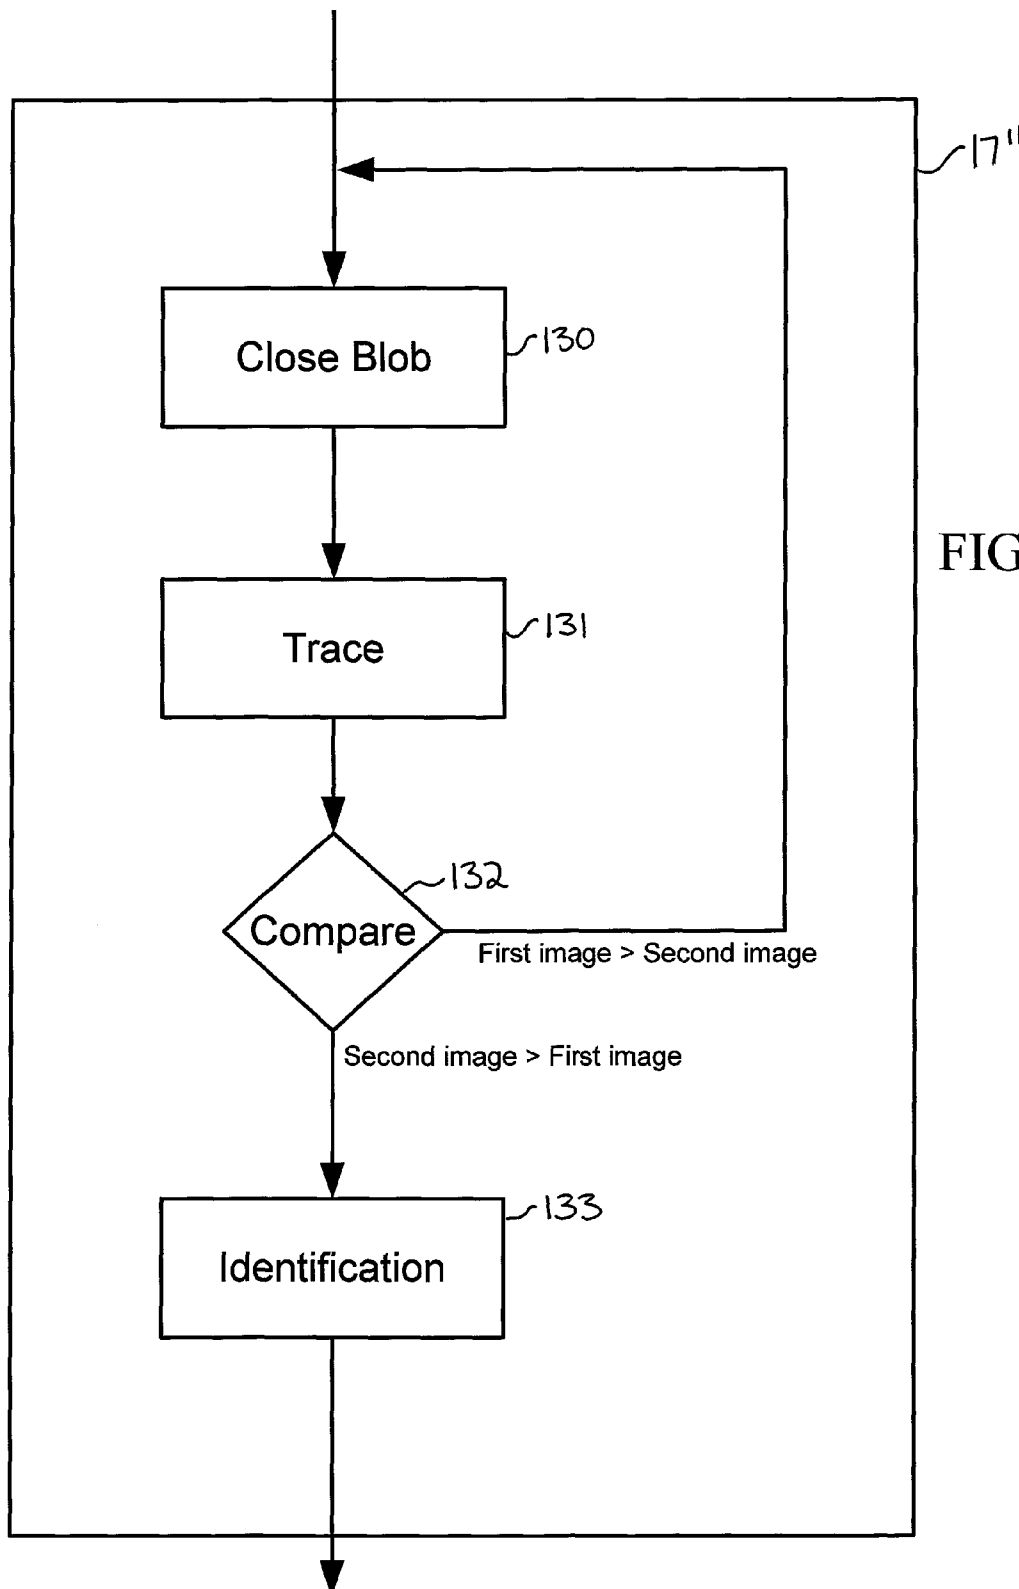 17"
Close Blob
130
FIG
Trace
131
132
Compare
First image > Second image
Second image > First image
133
Identification